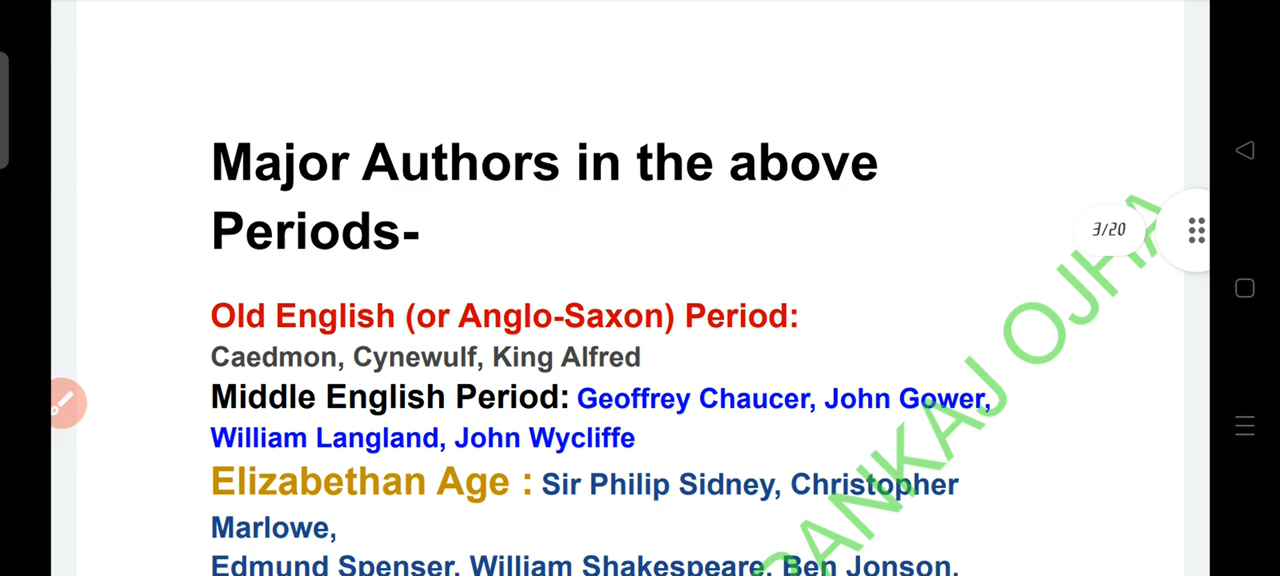 Major Authors in the above
Periods-
3/20
Old English (or Anglo-Saxon) Period:
Caedmon, Cynewulf, King Alfred
Middle English Period: Geoffrey Chaucer, John Gower,
William Langland, John Wycliffe
Elizabethan Age : Sir Philip Sidney, Christopher
Marlowe,
Edmund Spenser, William Shakespeare, Ben Jonson,
PANKAJ OJHA